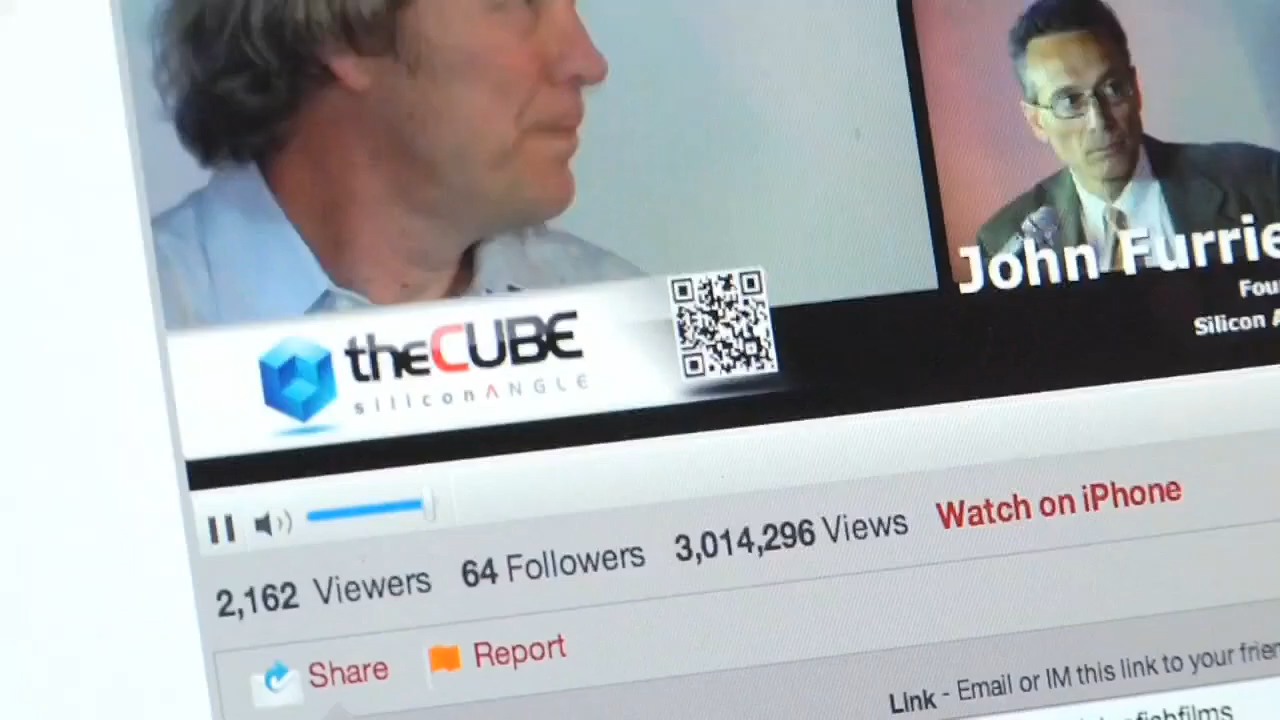 John Furrie
Fou
Silicon A
theCUBE
siliconANGLE
2,162 Viewers 64 Followers 3,014,296 Views Watch on iPhone
Share Report
Link - Email or IM this link to your frien
fishfilms